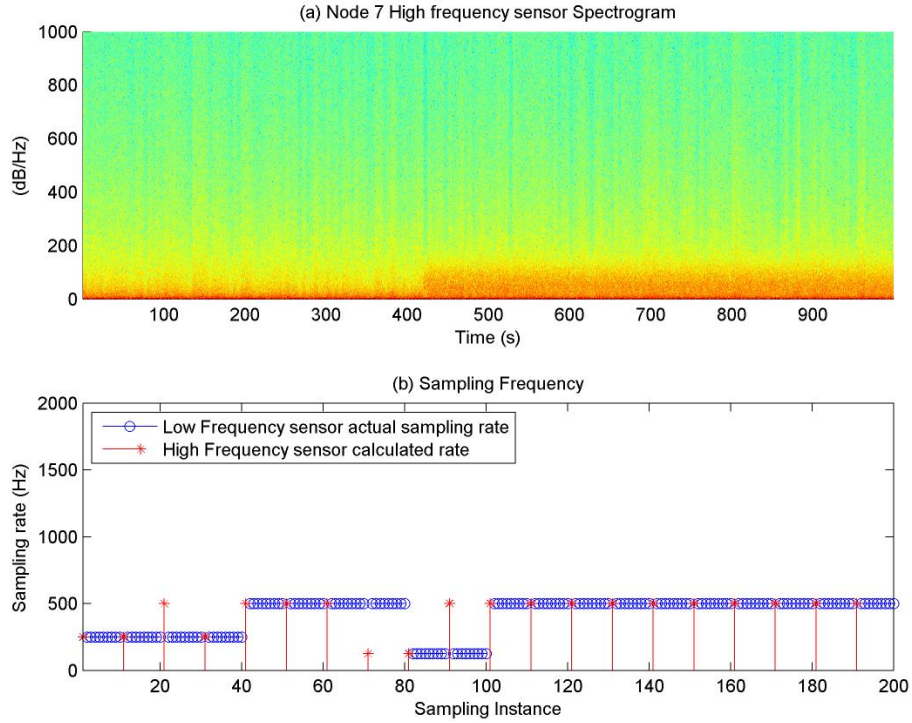 (a) Node 7 High frequency sensor Spectrogram
1000
800
600
400
200
0
(dB/Hz)
100 200 300 400 500 600 700 800 900
Time (s)
(b) Sampling Frequency
2000
1500
1000
500
0
Sampling rate (Hz)
Low Frequency sensor actual sampling rate
High Frequency sensor calculated rate
20 40 60 80 100 120 140 160 180 200
Sampling Instance